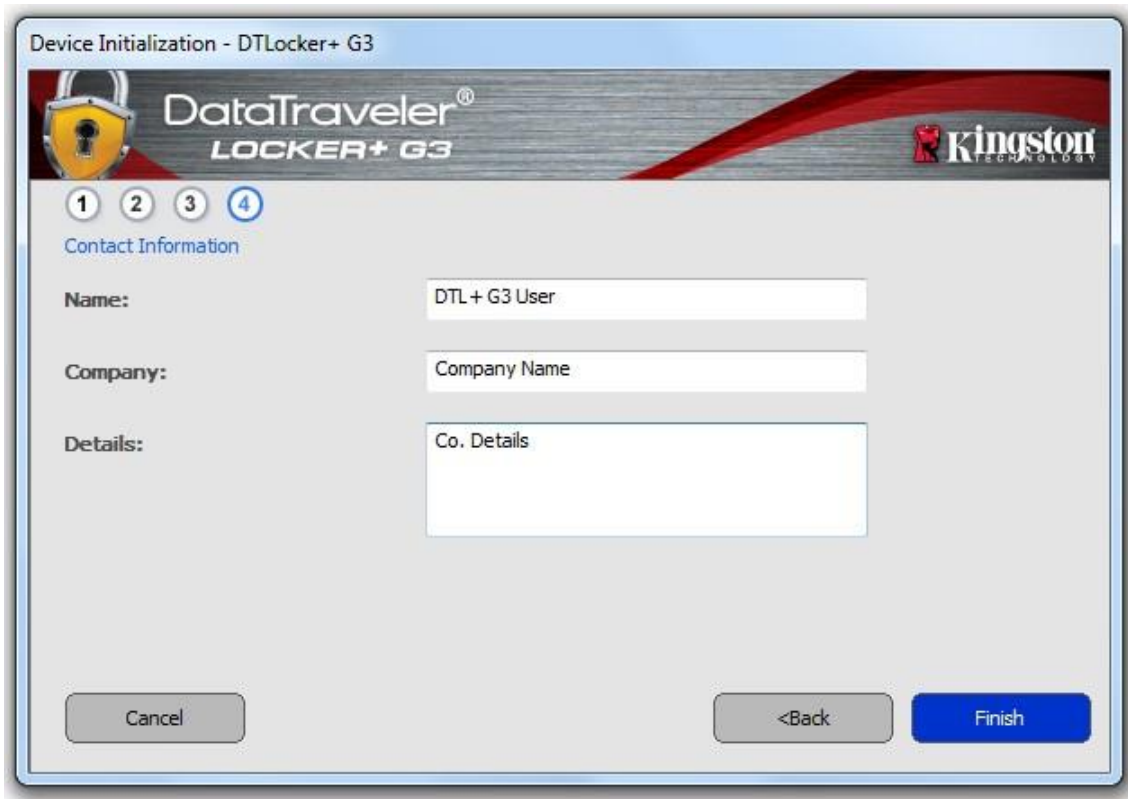 Device Initialization - DTLocker+ G3
DataTraveler®
LOCKER+ G3
Kingston
TECHNOLOGY
1 2 3 4
Contact Information
Name: DTL+ G3 User
Company: Company Name
Details: Co. Details
Cancel <Back Finish